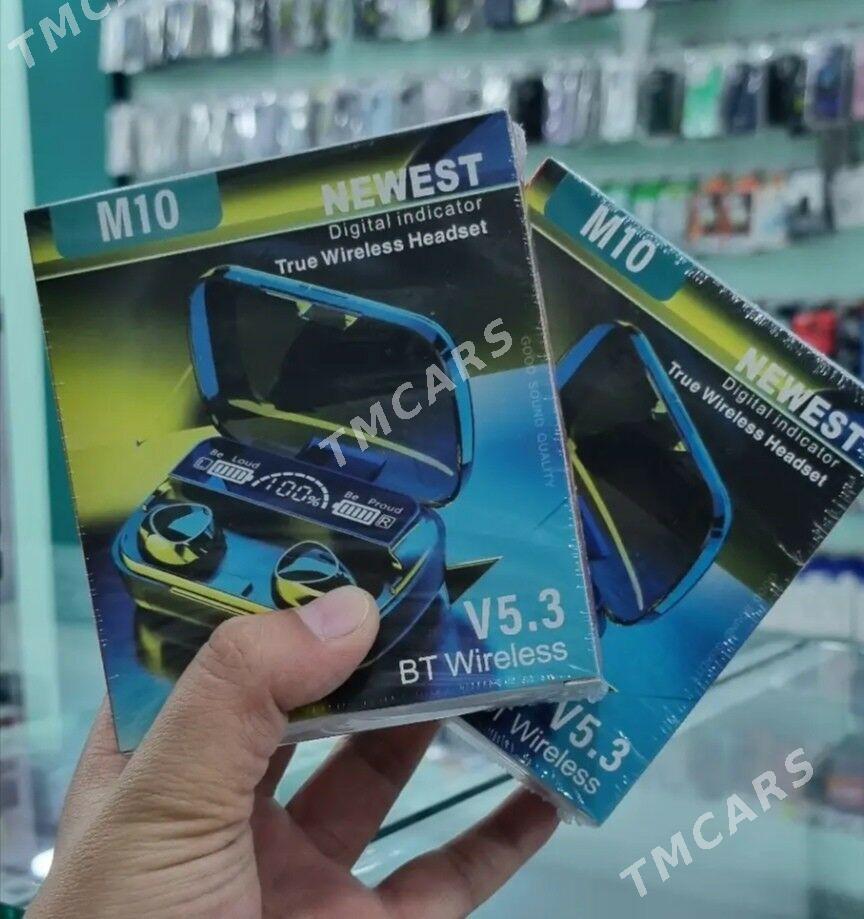 TMCARS
M10
NEWEST
Digital indicator
True Wireless Headset
GOOD SOUND QUALITY
TMCARS
Be Loud
L
100%
Be Proud
R
V5.3
BT Wireless
M10
NEWEST
Digital indicator
True Wireless Headset
V5.3
Wireless
TMCARS